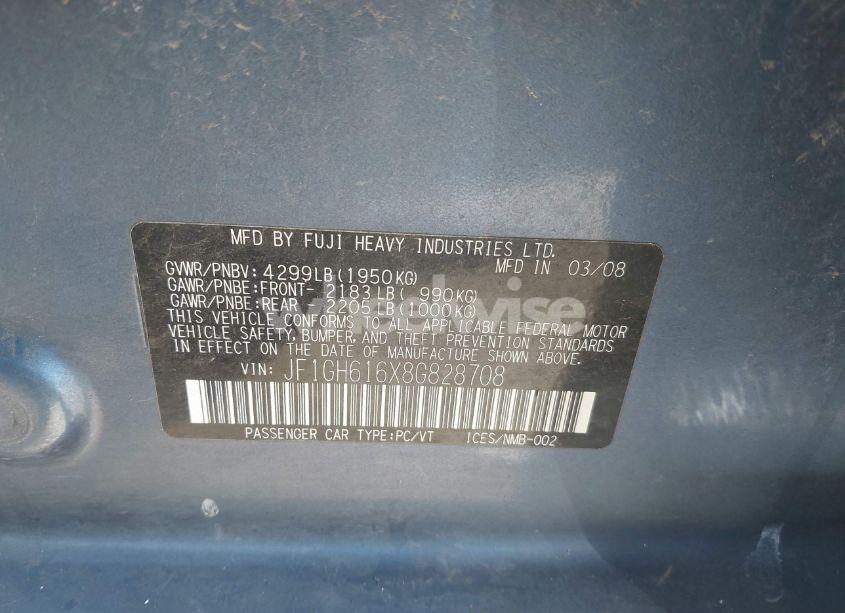 MFD BY FUJI HEAVY INDUSTRIES LTD.
MFD IN 03/08
GVWR/PNBV: 4299LB (1950KG)
GAWR/PNBE: FRONT- 2183LB ( 990KG)
GAWR/PNBE: REAR - 2205LB (1000KG)
THIS VEHICLE CONFORMS TO ALL APPLICABLE FEDERAL MOTOR
VEHICLE SAFETY, BUMPER, AND THEFT PREVENTION STANDARDS
IN EFFECT ON THE DATE OF MANUFACTURE SHOWN ABOVE.
VIN: JF1GH616X8G828708
PASSENGER CAR TYPE: PC/VT ICES/NMB-002